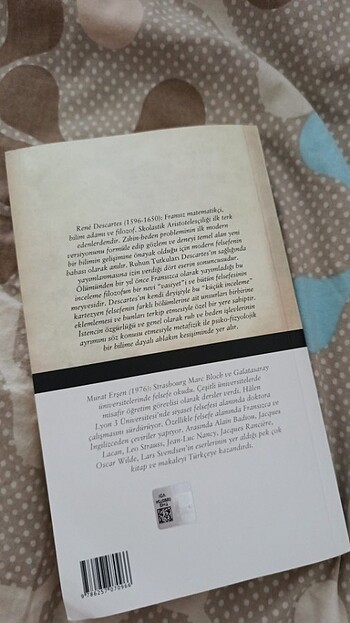 René Descartes (1596-1650): Fransız matematikçi,
bilim adamı ve filozof. Skolastik Aristotelesçiliği ilk terk
edenlerdendir. Zihin-beden probleminin ilk modern
versiyonunu formüle edip gözlem ve deneyi temel alan yeni
bir bilimin gelişimine önayak olduğu için modern felsefenin
babası olarak anılır. Ruhun Tutkuları Descartes'ın sağlığında
yayımlanmasına izin verdiği dört eserin sonuncusudur.
Ölümünden bir yıl önce Fransızca olarak yayımladığı bu
inceleme filozofun bir nevi "vasiyet"i ve bütün felsefesinin
meyvesidir. Descartes'ın kendi deyişiyle bu "küçük inceleme"
kartezyen felsefenin farklı bölümlerine ait unsurları birbirine
eklemlemesi ve bunları terkip etmesiyle özel bir yere sahiptir.
İstencin özgürlüğü ve genel olarak ruh ve beden işlevlerinin
ayrımını söz konusu etmesiyle metafizik ile psiko-fizyolojik
bir bilime dayalı ahlakın kesişiminde yer alır.
Murat Erşen (1976): Strasbourg Marc Bloch ve Galatasaray
üniversitelerinde felsefe okudu. Çeşitli üniversitelerde
misafir öğretim görevlisi olarak dersler verdi. Hâlen
Lyon 3 Üniversitesi'nde siyaset felsefesi alanında doktora
çalışmasını sürdürüyor. Özellikle felsefe alanında Fransızca ve
İngilizceden çeviriler yapıyor. Arasında Alain Badiou, Jacques
Lacan, Leo Strauss, Jean-Luc Nancy, Jacques Rancière,
Oscar Wilde, Lars Svendsen'in eserlerinin yer aldığı pek çok
kitap ve makaleyi Türkçeye kazandırdı.
9 786257 070966